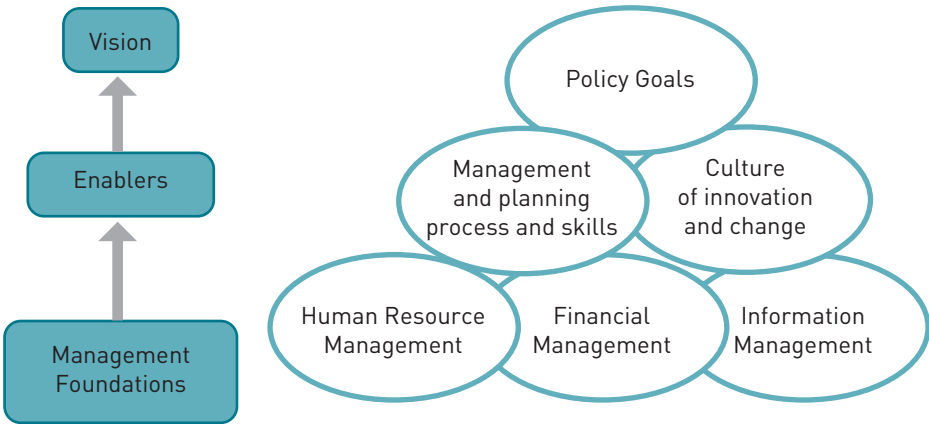 Vision
Enablers
Management
Foundations
Policy Goals
Management
and planning
process and skills
Culture
of innovation
and change
Human Resource
Management
Financial
Management
Information
Management